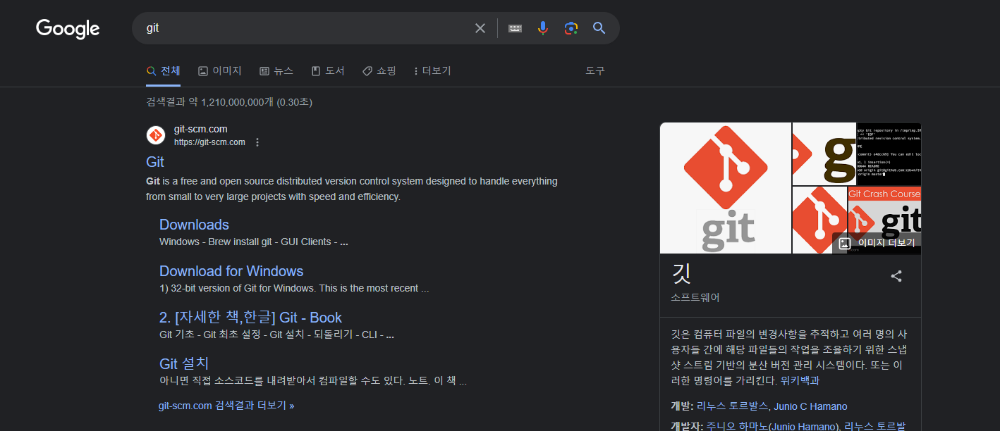 Google
git
전체
이미지
뉴스
도서
쇼핑
더보기
도구
검색결과 약 1,210,000,000개 (0.30초)
git-scm.com
https://git-scm.com
Git
Git is a free and open source distributed version control system designed to handle everything
from small to very large projects with speed and efficiency.
Downloads
Windows - Brew install git - GUI Clients - ...
Download for Windows
1) 32-bit version of Git for Windows. This is the most recent ...
2. [자세한 책,한글] Git - Book
Git 기초 - Git 최초 설정 - Git 설치 - 되돌리기 - CLI - ...
Git 설치
아니면 직접 소스코드를 내려받아서 컴파일할 수도 있다. 노트. 이 책 ...
git-scm.com 검색결과 더보기 »
git
g
Git Crash Course
git
이미지 더보기
깃
소프트웨어
깃은 컴퓨터 파일의 변경사항을 추적하고 여러 명의 사
용자들 간에 해당 파일들의 작업을 조율하기 위한 스냅
샷 스트림 기반의 분산 버전 관리 시스템이다. 또는 이
러한 명령어를 가리킨다. 위키백과
개발: 리누스 토르발스, Junio C Hamano
개발자: 주니오 하마노(Junio Hamano), 리누스 토르발